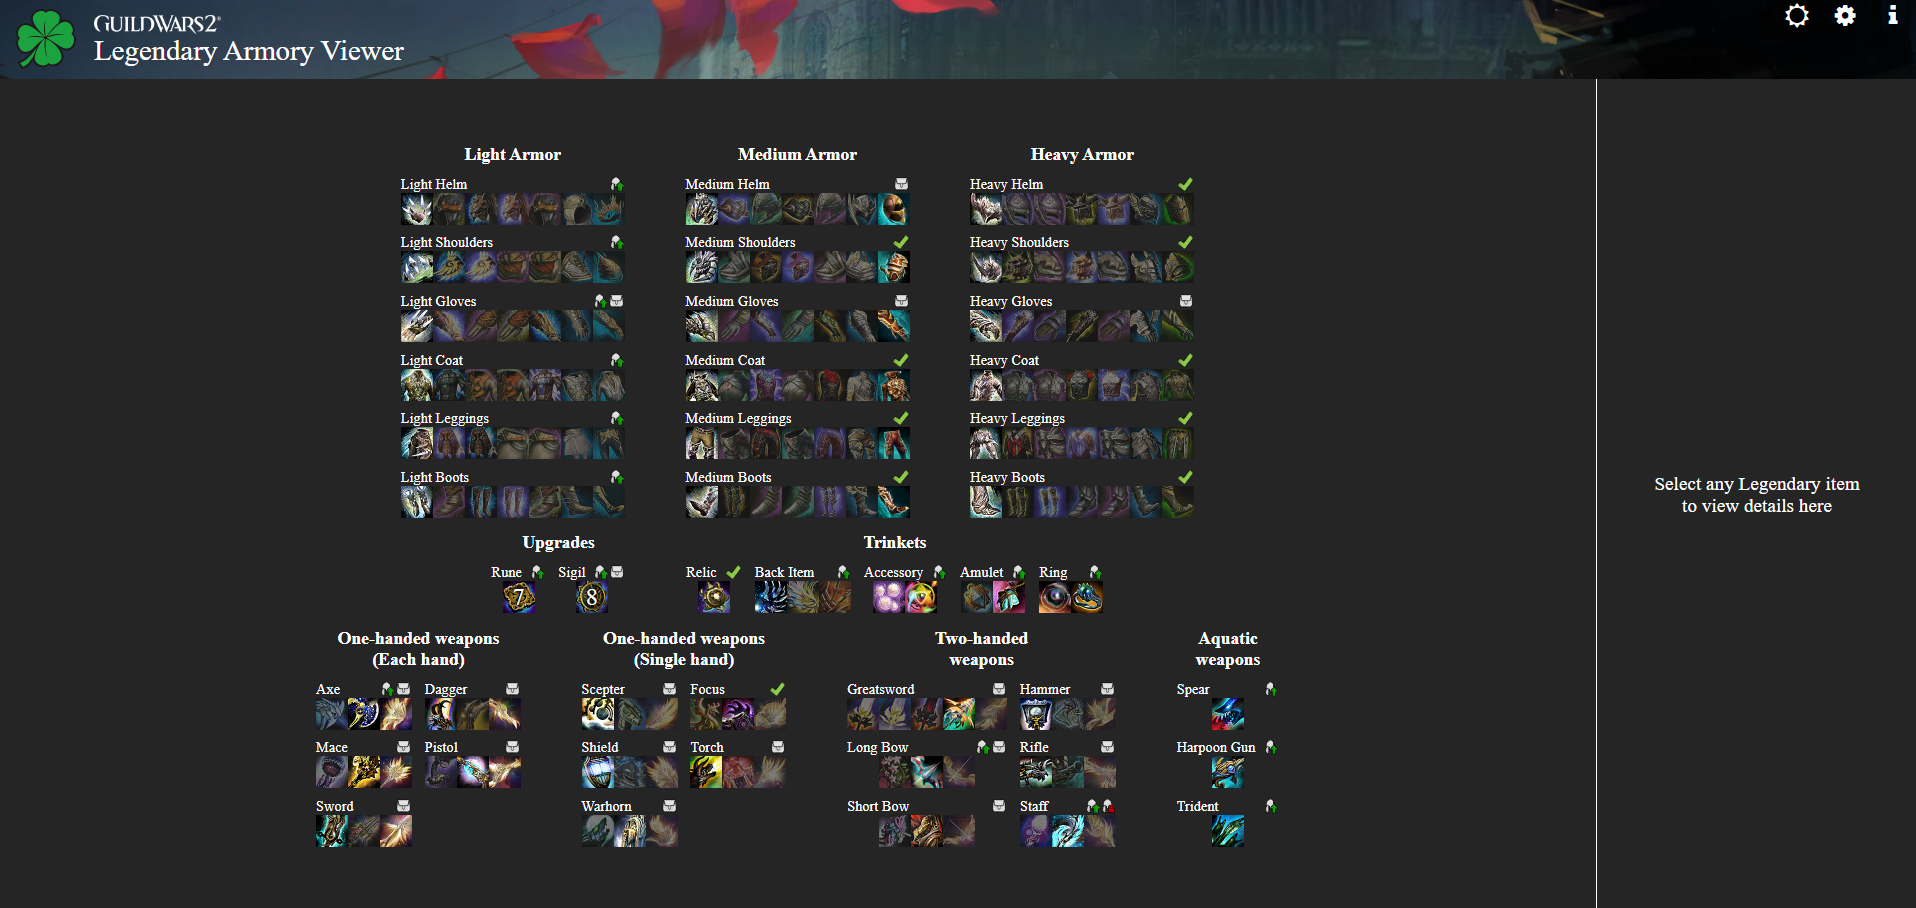 GUILDWARS2
Legendary Armory Viewer
Light Armor
Light Helm
Light Shoulders
Light Gloves
Light Coat
Light Leggings
Light Boots
Medium Armor
Medium Helm
Medium Shoulders
Medium Gloves
Medium Coat
Medium Leggings
Medium Boots
Heavy Armor
Heavy Helm
Heavy Shoulders
Heavy Gloves
Heavy Coat
Heavy Leggings
Heavy Boots
Upgrades
Rune
7
Sigil
8
Trinkets
Relic
Back Item
Accessory
Amulet
Ring
One-handed weapons
(Each hand)
Axe
Dagger
Mace
Pistol
Sword
One-handed weapons
(Single hand)
Scepter
Focus
Shield
Torch
Warhorn
Two-handed
weapons
Greatsword
Hammer
Long Bow
Rifle
Short Bow
Staff
Aquatic
weapons
Spear
Harpoon Gun
Trident
Select any Legendary item
to view details here